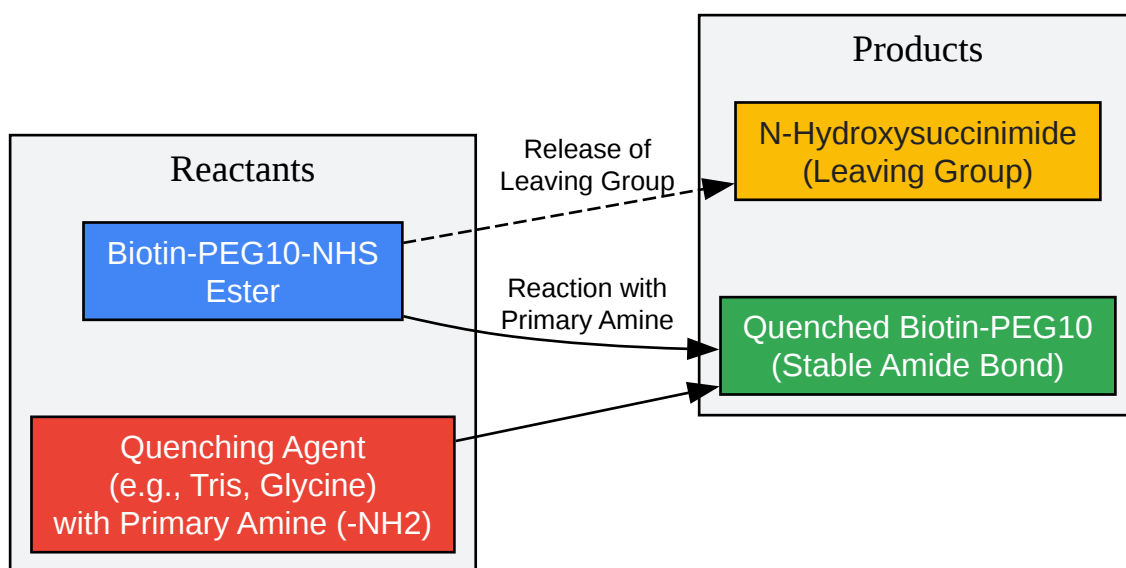 Reactants
Biotin-PEG10-NHS
Ester
Quenching Agent
(e.g., Tris, Glycine)
with Primary Amine (-NH2)
Release of
Leaving Group
Reaction with
Primary Amine
Products
N-Hydroxysuccinimide
(Leaving Group)
Quenched Biotin-PEG10
(Stable Amide Bond)